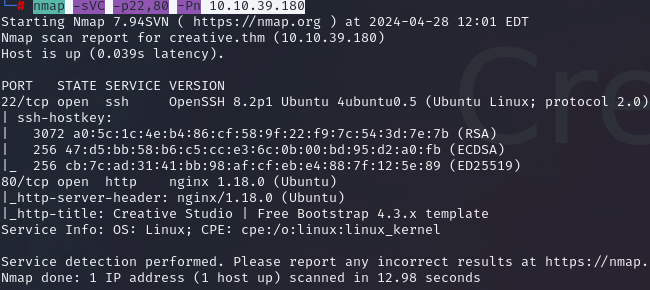 └─# nmap -sVC -p22,80 -Pn 10.10.39.180
Starting Nmap 7.94SVN ( https://nmap.org ) at 2024-04-28 12:01 EDT
Nmap scan report for creative.thm (10.10.39.180)
Host is up (0.039s latency).

PORT   STATE SERVICE VERSION
22/tcp open  ssh     OpenSSH 8.2p1 Ubuntu 4ubuntu0.5 (Ubuntu Linux; protocol 2.0)
| ssh-hostkey:
|   3072 a0:5c:1c:4e:b4:86:cf:58:9f:22:f9:7c:54:3d:7e:7b (RSA)
|   256 47:d5:bb:58:b6:c5:cc:e3:6c:0b:00:bd:95:d2:a0:fb (ECDSA)
|_  256 cb:7c:ad:31:41:bb:98:af:cf:eb:e4:88:7f:12:5e:89 (ED25519)
80/tcp open  http    nginx 1.18.0 (Ubuntu)
|_http-server-header: nginx/1.18.0 (Ubuntu)
|_http-title: Creative Studio | Free Bootstrap 4.3.x template
Service Info: OS: Linux; CPE: cpe:/o:linux:linux_kernel

Service detection performed. Please report any incorrect results at https://nmap.
Nmap done: 1 IP address (1 host up) scanned in 12.98 seconds
Cre